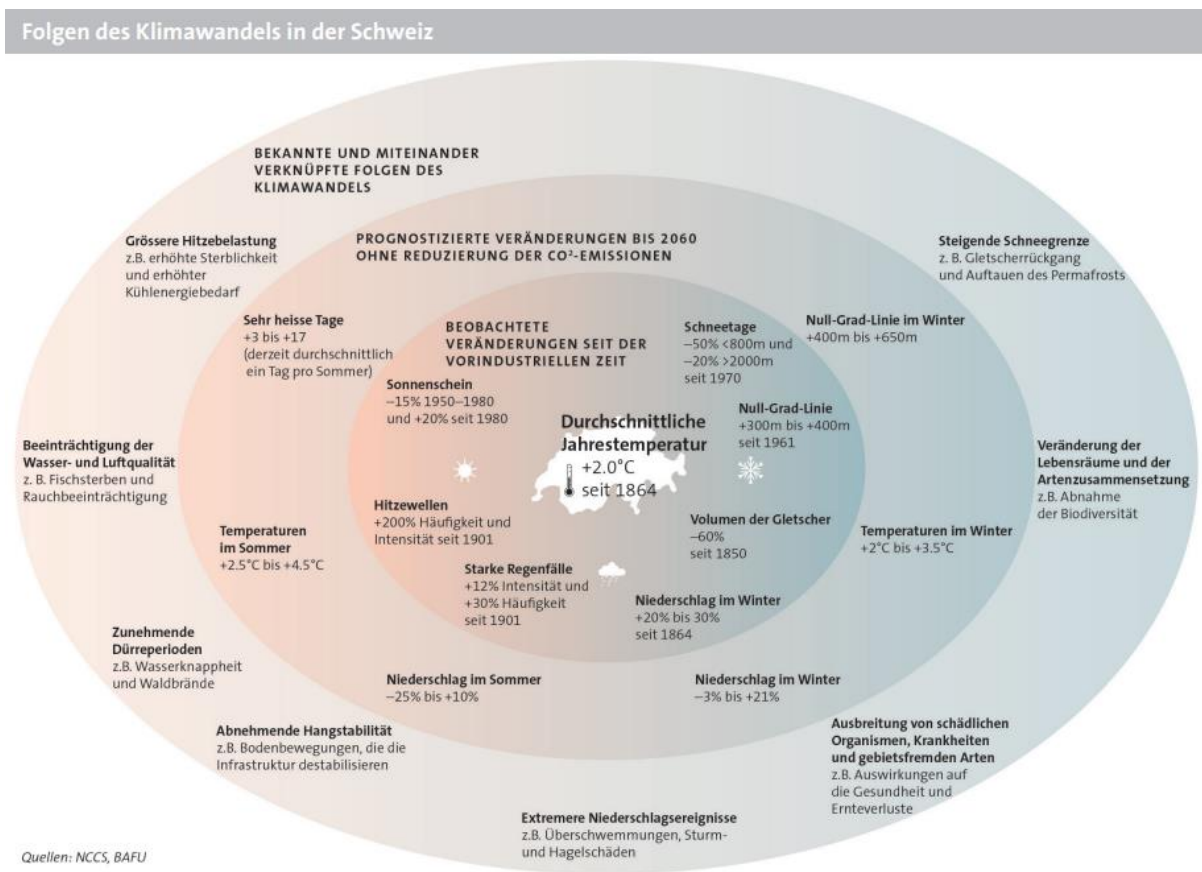 Folgen des Klimawandels in der Schweiz
BEKANNTE UND MITEINANDER
VERKNÜPFTE FOLGEN DES
KLIMAWANDELS
Grössere Hitzebelastung
z.B. erhöhte Sterblichkeit
und erhöhter
Kühlenergiebedarf
PROGNOSTIZIERTE VERÄNDERUNGEN BIS 2060
OHNE REDUZIERUNG DER CO²-EMISSIONEN
Steigende Schneegrenze
z. B. Gletscherrückgang
und Auftauen des Permafrosts
Sehr heisse Tage
+3 bis +17
(derzeit durchschnittlich
ein Tag pro Sommer)
BEOBACHTETE
VERÄNDERUNGEN SEIT DER
VORINDUSTRIELLEN ZEIT
Schneetage
–50% <800m und
–20% >2000m
seit 1970
Null-Grad-Linie im Winter
+400m bis +650m
Sonnenschein
–15% 1950–1980
und +20% seit 1980
Durchschnittliche
Jahrestemperatur
+2.0°C
seit 1864
Null-Grad-Linie
+300m bis +400m
seit 1961
Beeinträchtigung der
Wasser- und Luftqualität
z. B. Fischsterben und
Rauchbeeinträchtigung
Veränderung der
Lebensräume und der
Artenzusammensetzung
z.B. Abnahme
der Biodiversität
Hitzewellen
+200% Häufigkeit und
Intensität seit 1901
Volumen der Gletscher
–60%
seit 1850
Temperaturen
im Sommer
+2.5°C bis +4.5°C
Temperaturen im Winter
+2°C bis +3.5°C
Starke Regenfälle
+12% Intensität und
+30% Häufigkeit
seit 1901
Niederschlag im Winter
+20% bis 30%
seit 1864
Zunehmende
Dürreperioden
z.B. Wasserknappheit
und Waldbrände
Niederschlag im Sommer
–25% bis +10%
Niederschlag im Winter
–3% bis +21%
Abnehmende Hangstabilität
z.B. Bodenbewegungen, die die
Infrastruktur destabilisieren
Ausbreitung von schädlichen
Organismen, Krankheiten
und gebietsfremden Arten
z.B. Auswirkungen auf
die Gesundheit und
Ernteverluste
Extremere Niederschlagsereignisse
z.B. Überschwemmungen, Sturm-
und Hagelschäden
Quellen: NCCS, BAFU